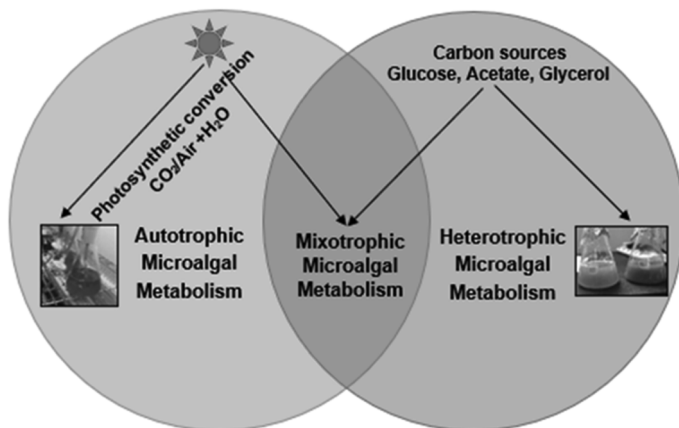 Carbon sources
Glucose, Acetate, Glycerol
Photosynthetic conversion
CO₂/Air +H₂O
Autotrophic
Microalgal
Metabolism
Mixotrophic
Microalgal
Metabolism
Heterotrophic
Microalgal
Metabolism